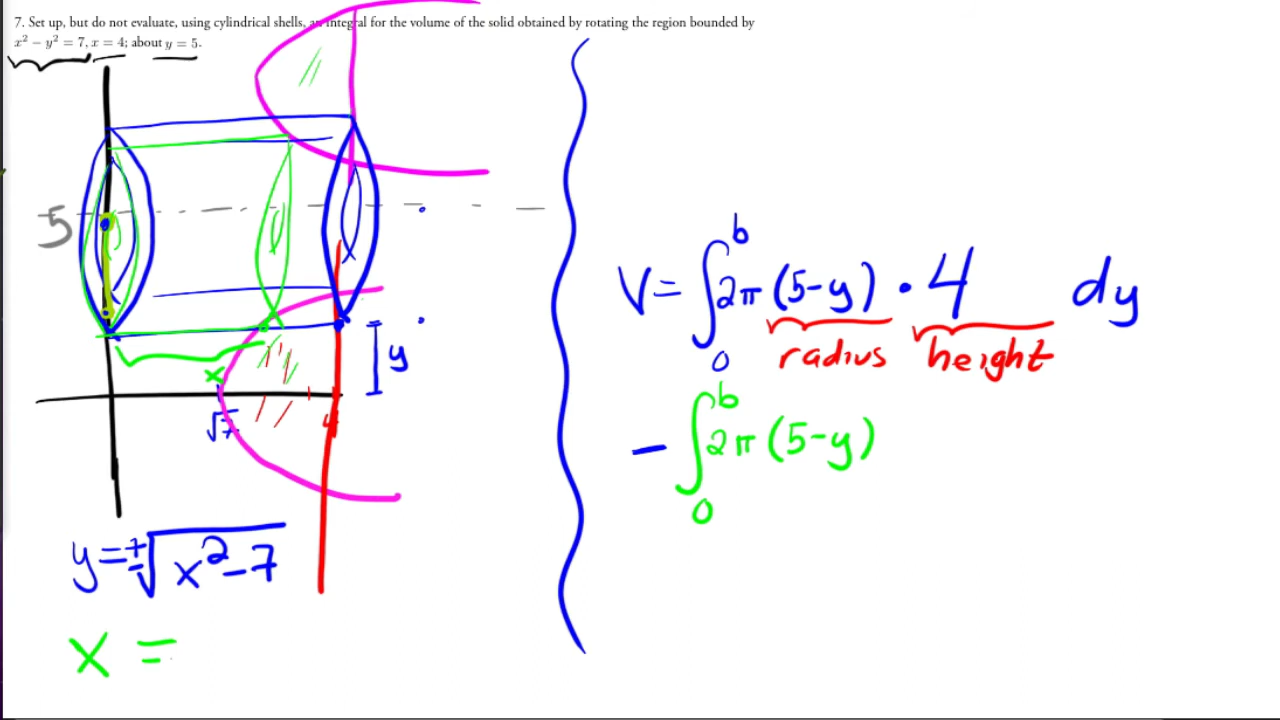 7. Set up, but do not evaluate, using cylindrical shells, an integral for the volume of the solid obtained by rotating the region bounded by
x² − y² = 7, x = 4; about y = 5.
5
y
x
√7
4
y = ±√x²-7
x =
V = ∫₀ᵇ 2π (5-y) · 4 dy
radius height
- ∫₀ᵇ 2π (5-y)